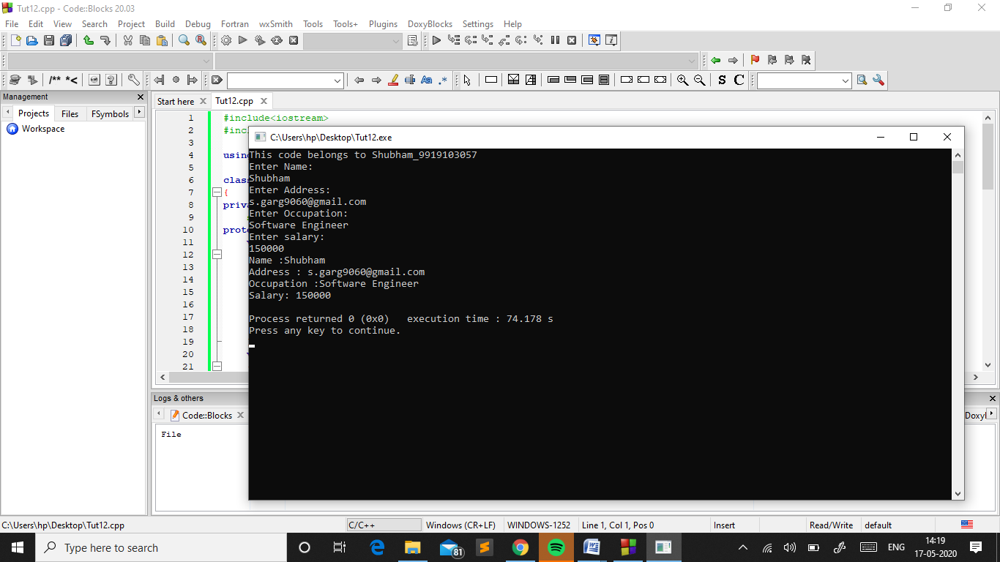 Tut12.cpp - Code::Blocks 20.03
File Edit View Search Project Build Debug Fortran wxSmith Tools Tools+ Plugins DoxyBlocks Settings Help
/** *<
Aa .*
S C
Management
Projects Files FSymbols
Workspace
Start here Tut12.cpp
1 #include<iostream>
2 #inc
3
4 usin
5
6 clas
7 {
8 priv
9
10 prot
11
12
13
14
15
16
17
18
19
20
21
C:\Users\hp\Desktop\Tut12.exe
This code belongs to Shubham_9919103057
Enter Name:
Shubham
Enter Address:
s.garg9060@gmail.com
Enter Occupation:
Software Engineer
Enter salary:
150000
Name :Shubham
Address : s.garg9060@gmail.com
Occupation :Software Engineer
Salary: 150000
Process returned 0 (0x0) execution time : 74.178 s
Press any key to continue.
Logs & others
Code::Blocks
Doxyl
File
C:\Users\hp\Desktop\Tut12.cpp C/C++ Windows (CR+LF) WINDOWS-1252 Line 1, Col 1, Pos 0 Insert Read/Write default
Type here to search
81
ENG
14:19
17-05-2020